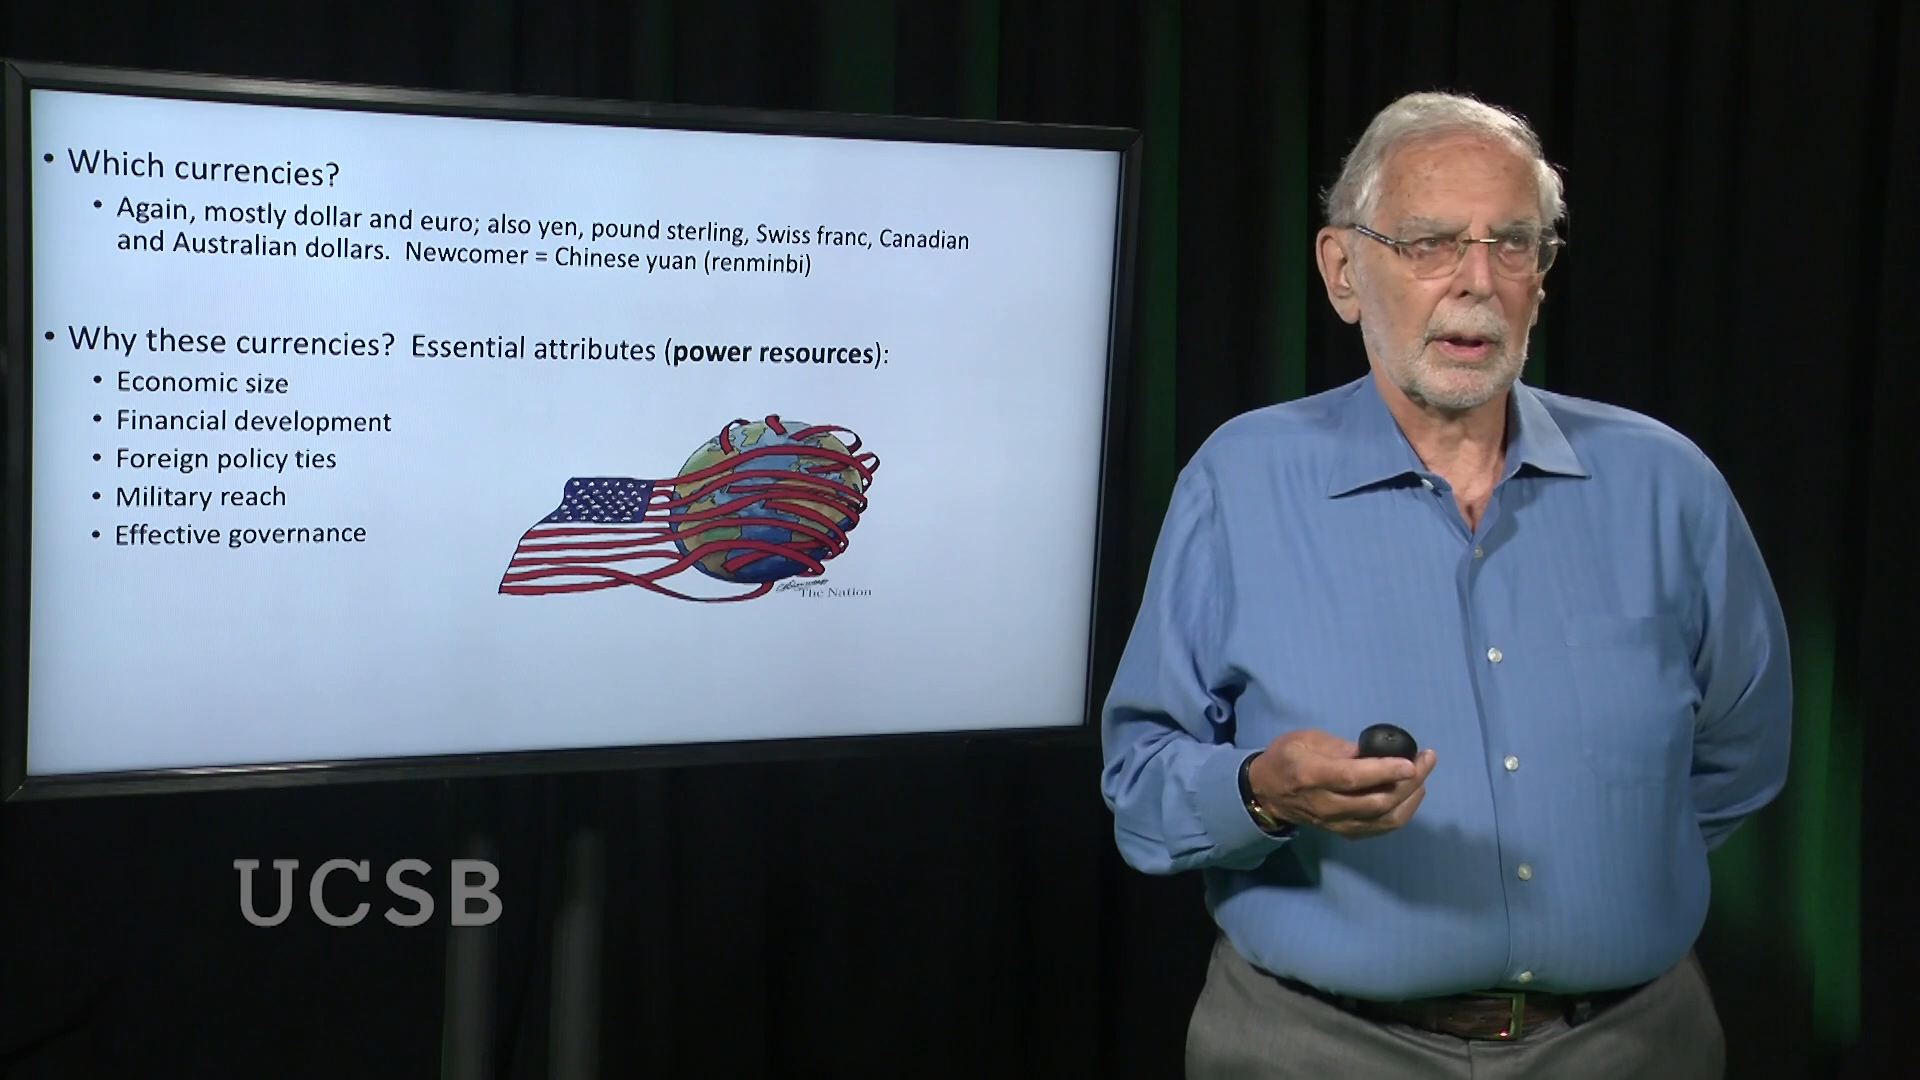 • Which currencies?
• Again, mostly dollar and euro; also yen, pound sterling, Swiss franc, Canadian
and Australian dollars. Newcomer = Chinese yuan (renminbi)
• Why these currencies? Essential attributes (power resources):
• Economic size
• Financial development
• Foreign policy ties
• Military reach
• Effective governance
The Nation
UCSB